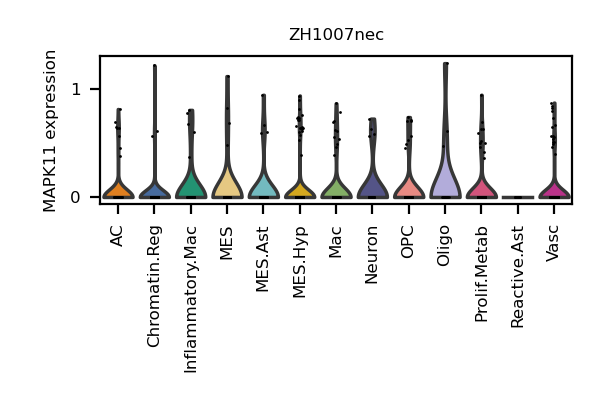 ZH1007nec
MAPK11 expression
1
0
AC
Chromatin.Reg
Inflammatory.Mac
MES
MES.Ast
MES.Hyp
Mac
Neuron
OPC
Oligo
Prolif.Metab
Reactive.Ast
Vasc